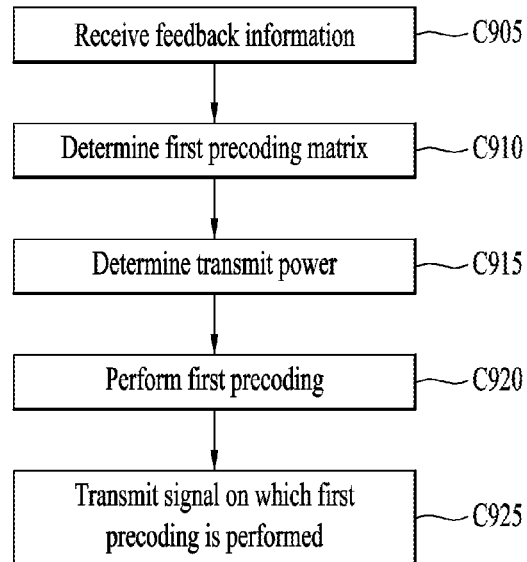 Receive feedback information
C905
Determine first precoding matrix
C910
Determine transmit power
C915
Perform first precoding
C920
Transmit signal on which first
precoding is performed
C925